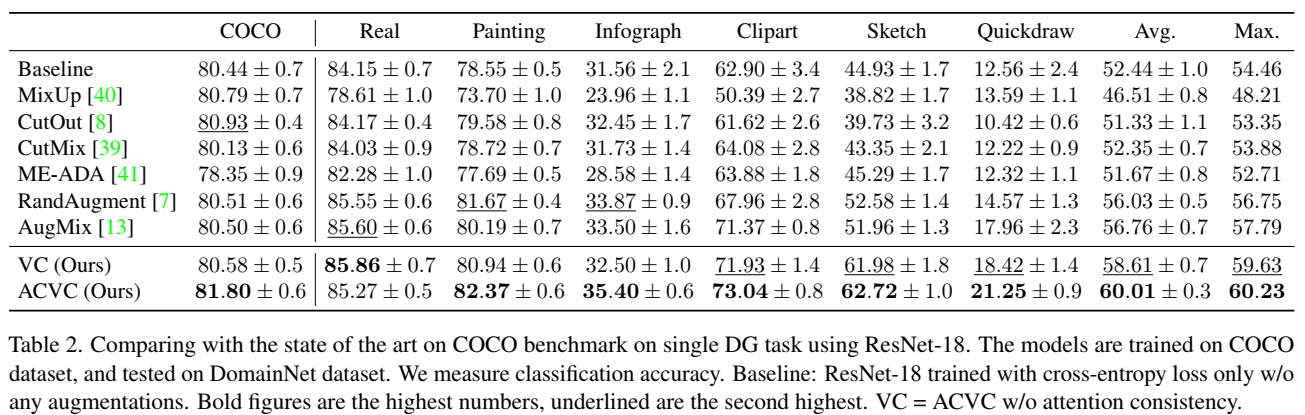 COCO Real Painting Infograph Clipart Sketch Quickdraw Avg. Max.
Baseline 80.44 ± 0.7 84.15 ± 0.7 78.55 ± 0.5 31.56 ± 2.1 62.90 ± 3.4 44.93 ± 1.7 12.56 ± 2.4 52.44 ± 1.0 54.46
MixUp [40] 80.79 ± 0.7 78.61 ± 1.0 73.70 ± 1.0 23.96 ± 1.1 50.39 ± 2.7 38.82 ± 1.7 13.59 ± 1.1 46.51 ± 0.8 48.21
CutOut [8] 80.93 ± 0.4 84.17 ± 0.4 79.58 ± 0.8 32.45 ± 1.7 61.62 ± 2.6 39.73 ± 3.2 10.42 ± 0.6 51.33 ± 1.1 53.35
CutMix [39] 80.13 ± 0.6 84.03 ± 0.9 78.72 ± 0.7 31.73 ± 1.4 64.08 ± 2.8 43.35 ± 2.1 12.22 ± 0.9 52.35 ± 0.7 53.88
ME-ADA [41] 78.35 ± 0.9 82.28 ± 1.0 77.69 ± 0.5 28.58 ± 1.4 63.88 ± 1.8 45.29 ± 1.7 12.32 ± 1.1 51.67 ± 0.8 52.71
RandAugment [7] 80.51 ± 0.6 85.55 ± 0.6 81.67 ± 0.4 33.87 ± 0.9 67.96 ± 2.8 52.58 ± 1.4 14.57 ± 1.3 56.03 ± 0.5 56.75
AugMix [13] 80.50 ± 0.6 85.60 ± 0.6 80.19 ± 0.7 33.50 ± 1.6 71.37 ± 0.8 51.96 ± 1.3 17.96 ± 2.3 56.76 ± 0.7 57.79
VC (Ours) 80.58 ± 0.5 85.86 ± 0.7 80.94 ± 0.6 32.50 ± 1.0 71.93 ± 1.4 61.98 ± 1.8 18.42 ± 1.4 58.61 ± 0.7 59.63
ACVC (Ours) 81.80 ± 0.6 85.27 ± 0.5 82.37 ± 0.6 35.40 ± 0.6 73.04 ± 0.8 62.72 ± 1.0 21.25 ± 0.9 60.01 ± 0.3 60.23
Table 2. Comparing with the state of the art on COCO benchmark on single DG task using ResNet-18. The models are trained on COCO
dataset, and tested on DomainNet dataset. We measure classification accuracy. Baseline: ResNet-18 trained with cross-entropy loss only w/o
any augmentations. Bold figures are the highest numbers, underlined are the second highest. VC = ACVC w/o attention consistency.